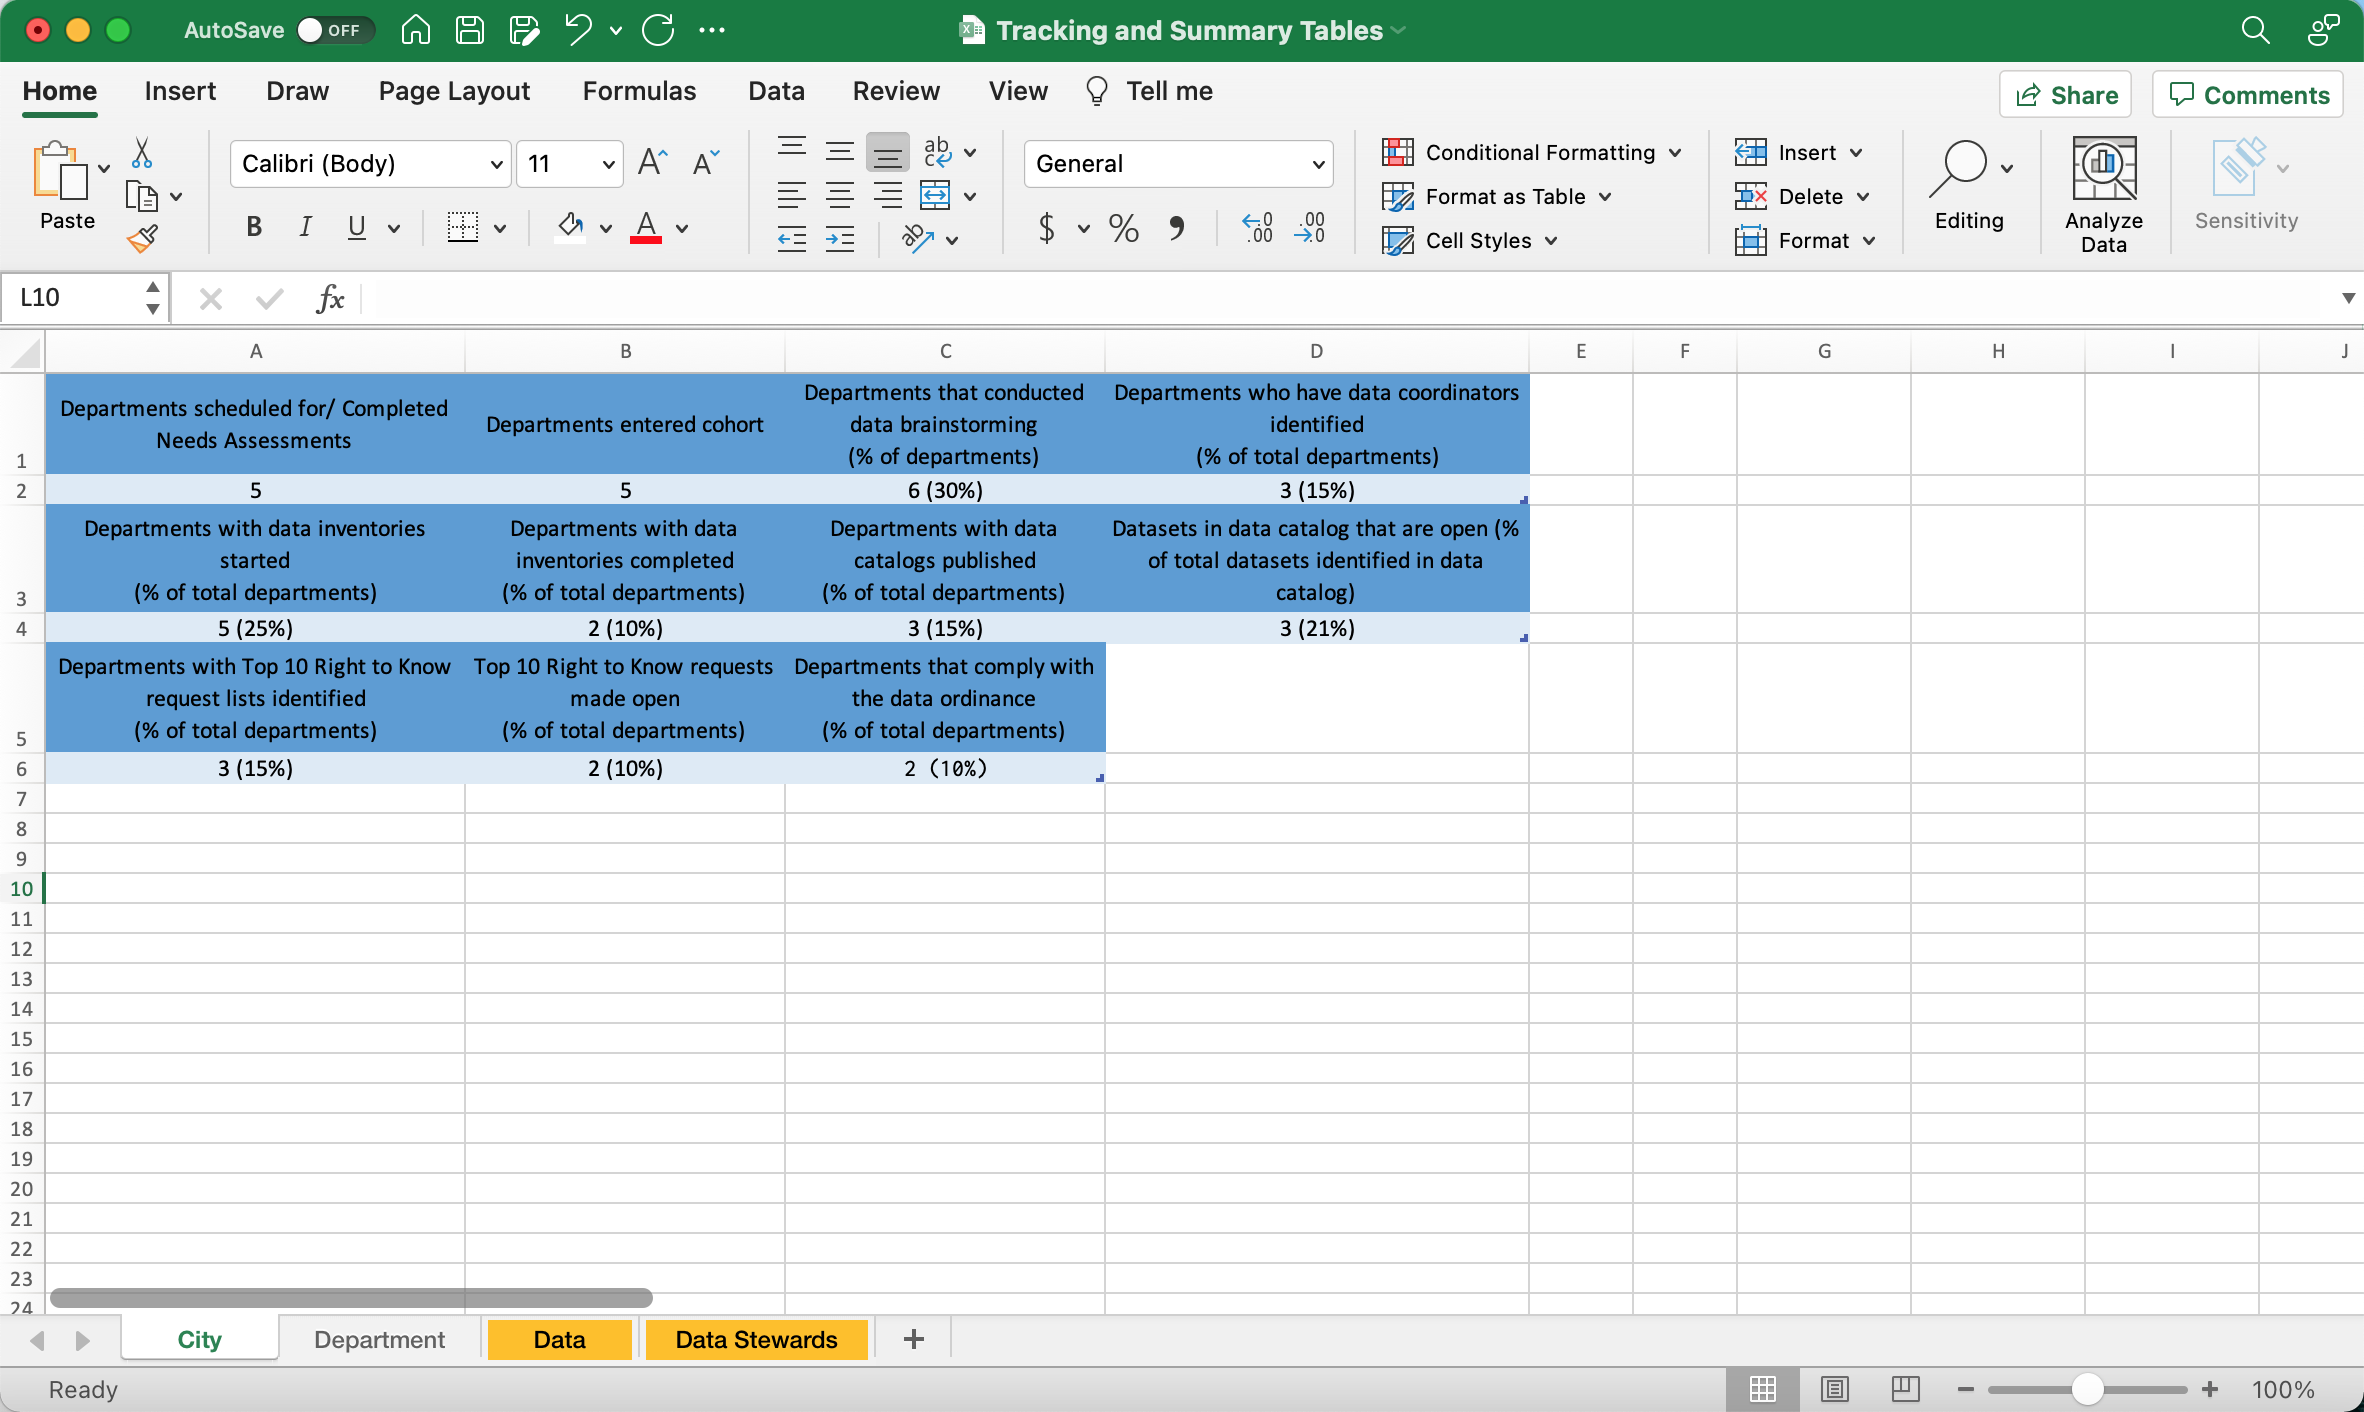 AutoSave OFF Tracking and Summary Tables
Home Insert Draw Page Layout Formulas Data Review View Tell me Share Comments
Paste
Calibri (Body) 11
General
Conditional Formatting
Format as Table
Cell Styles
Insert
Delete
Format
Editing
Analyze
Data
Sensitivity
L10 fx
A B C D E F G H I J
1
Departments scheduled for/ Completed
Needs Assessments
Departments entered cohort
Departments that conducted
data brainstorming
(% of departments)
Departments who have data coordinators
identified
(% of total departments)
2 5 5 6 (30%) 3 (15%)
3
Departments with data inventories
started
(% of total departments)
Departments with data
inventories completed
(% of total departments)
Departments with data
catalogs published
(% of total departments)
Datasets in data catalog that are open (%
of total datasets identified in data
catalog)
4 5 (25%) 2 (10%) 3 (15%) 3 (21%)
5
Departments with Top 10 Right to Know
request lists identified
(% of total departments)
Top 10 Right to Know requests
made open
(% of total departments)
Departments that comply with
the data ordinance
(% of total departments)
6 3 (15%) 2 (10%) 2 (10%)
7
8
9
10
11
12
13
14
15
16
17
18
19
20
21
22
23
24
City Department Data Data Stewards +
Ready 100%